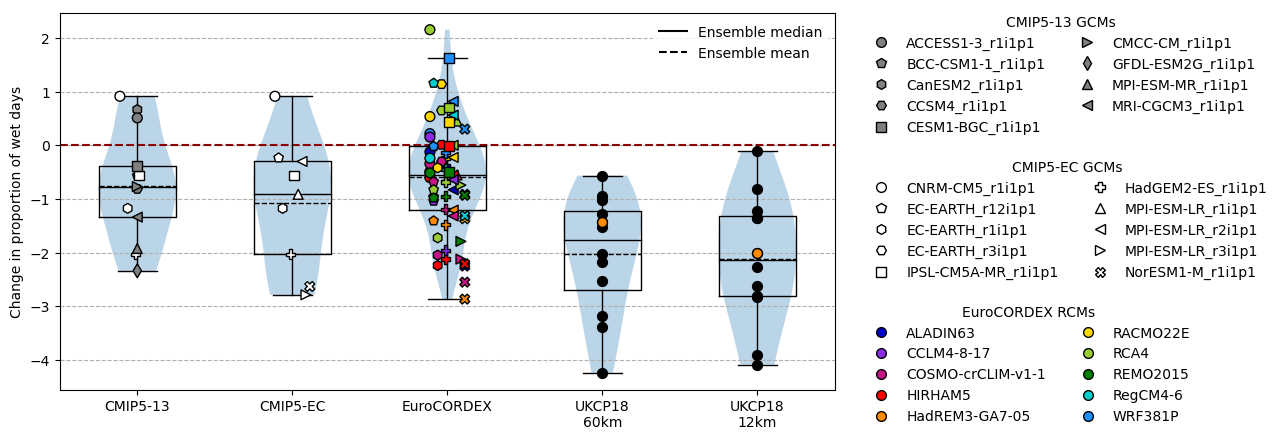 Change in proportion of wet days
2
1
0
−1
−2
−3
−4
Ensemble median
Ensemble mean
CMIP5-13
CMIP5-EC
EuroCORDEX
UKCP18
60km
UKCP18
12km
CMIP5-13 GCMs
ACCESS1-3_r1i1p1
BCC-CSM1-1_r1i1p1
CanESM2_r1i1p1
CCSM4_r1i1p1
CESM1-BGC_r1i1p1
CMCC-CM_r1i1p1
GFDL-ESM2G_r1i1p1
MPI-ESM-MR_r1i1p1
MRI-CGCM3_r1i1p1
CMIP5-EC GCMs
CNRM-CM5_r1i1p1
EC-EARTH_r12i1p1
EC-EARTH_r1i1p1
EC-EARTH_r3i1p1
IPSL-CM5A-MR_r1i1p1
HadGEM2-ES_r1i1p1
MPI-ESM-LR_r1i1p1
MPI-ESM-LR_r2i1p1
MPI-ESM-LR_r3i1p1
NorESM1-M_r1i1p1
EuroCORDEX RCMs
ALADIN63
CCLM4-8-17
COSMO-crCLIM-v1-1
HIRHAM5
HadREM3-GA7-05
RACMO22E
RCA4
REMO2015
RegCM4-6
WRF381P